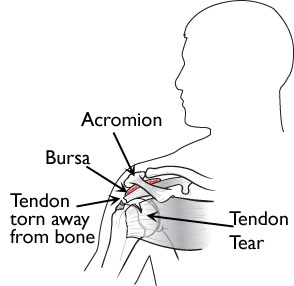 Acromion
Bursa
Tendon
torn away
from bone
Tendon
Tear